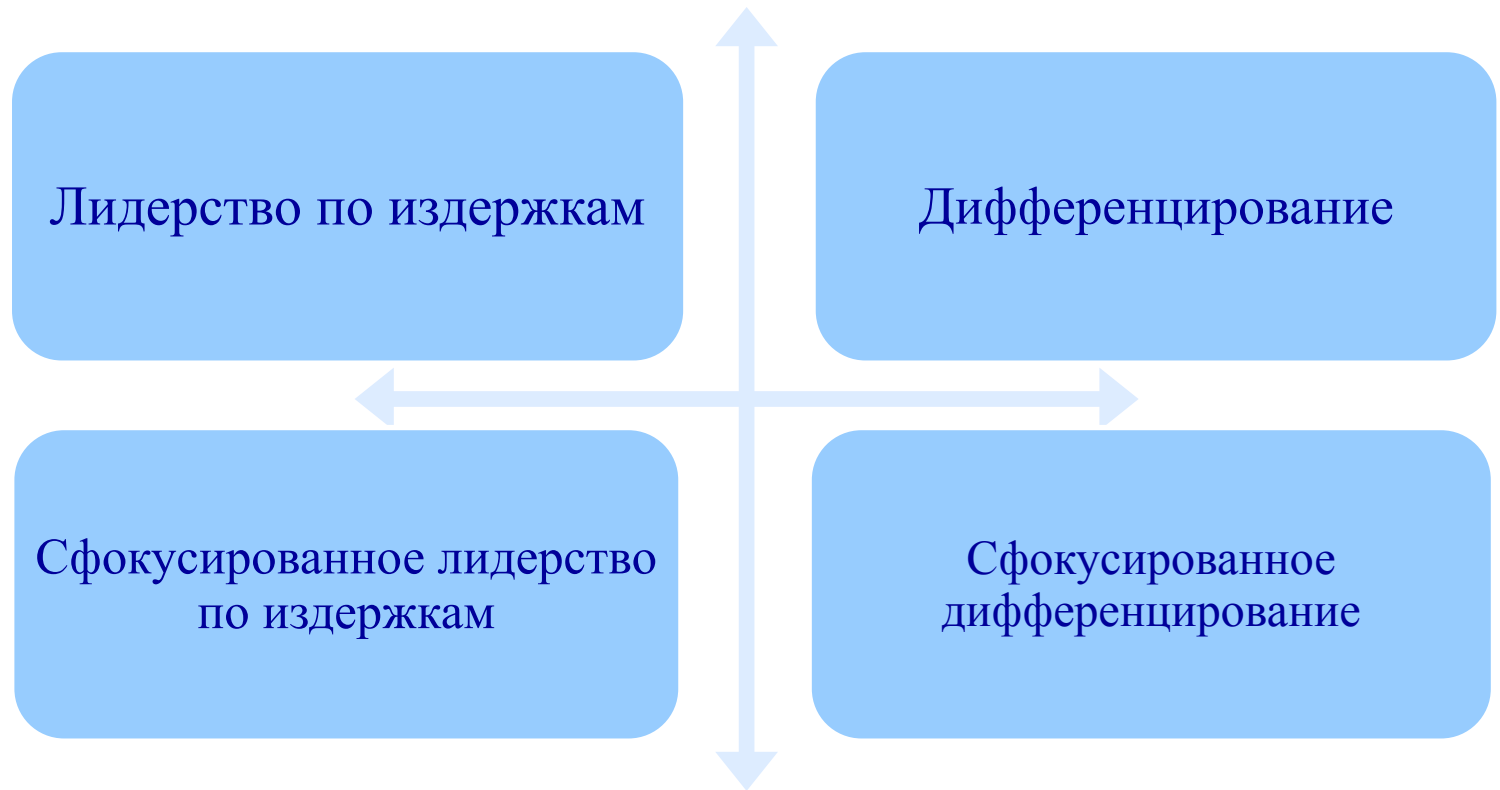 Лидерство по издержкам
Дифференцирование
Сфокусированное лидерство
по издержкам
Сфокусированное
дифференцирование